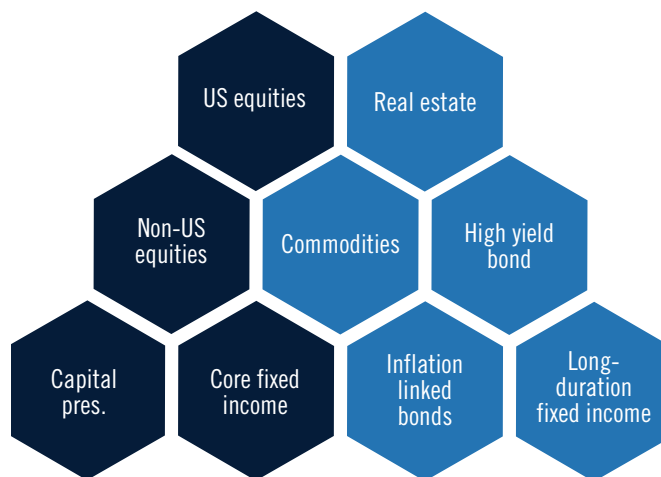 US equities
Real estate
Non-US
equities
Commodities
High yield
bond
Capital
pres.
Core fixed
income
Inflation
linked
bonds
Long-
duration
fixed income